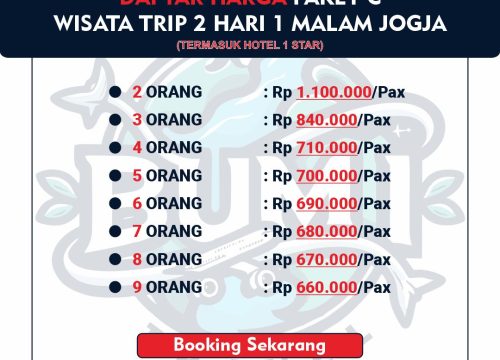 DAFTAR HARGA PAKET C
WISATA TRIP 2 HARI 1 MALAM JOGJA
(TERMASUK HOTEL 1 STAR)
2 ORANG : Rp 1.100.000/Pax
3 ORANG : Rp 840.000/Pax
4 ORANG : Rp 710.000/Pax
5 ORANG : Rp 700.000/Pax
6 ORANG : Rp 690.000/Pax
7 ORANG : Rp 680.000/Pax
8 ORANG : Rp 670.000/Pax
9 ORANG : Rp 660.000/Pax
BUMI
Booking Sekarang